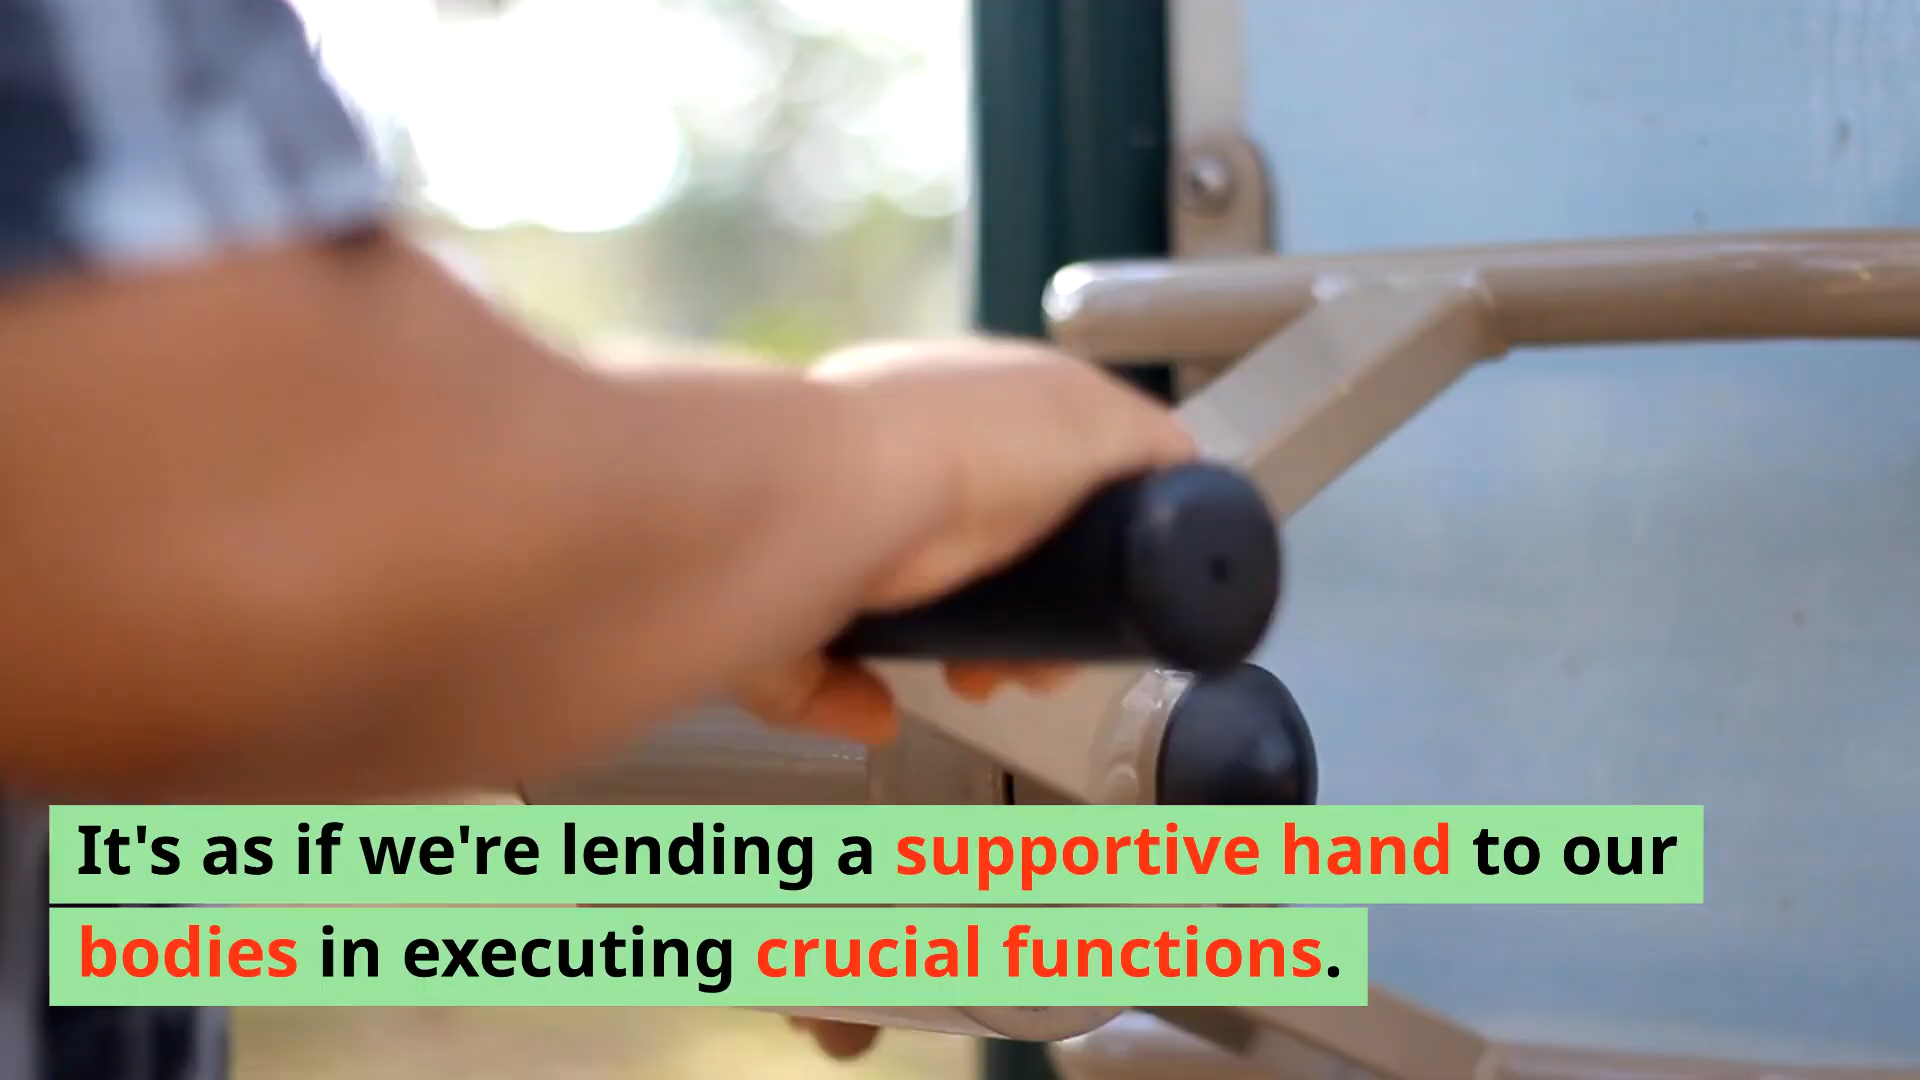 It's as if we're lending a supportive hand to our
bodies in executing crucial functions.